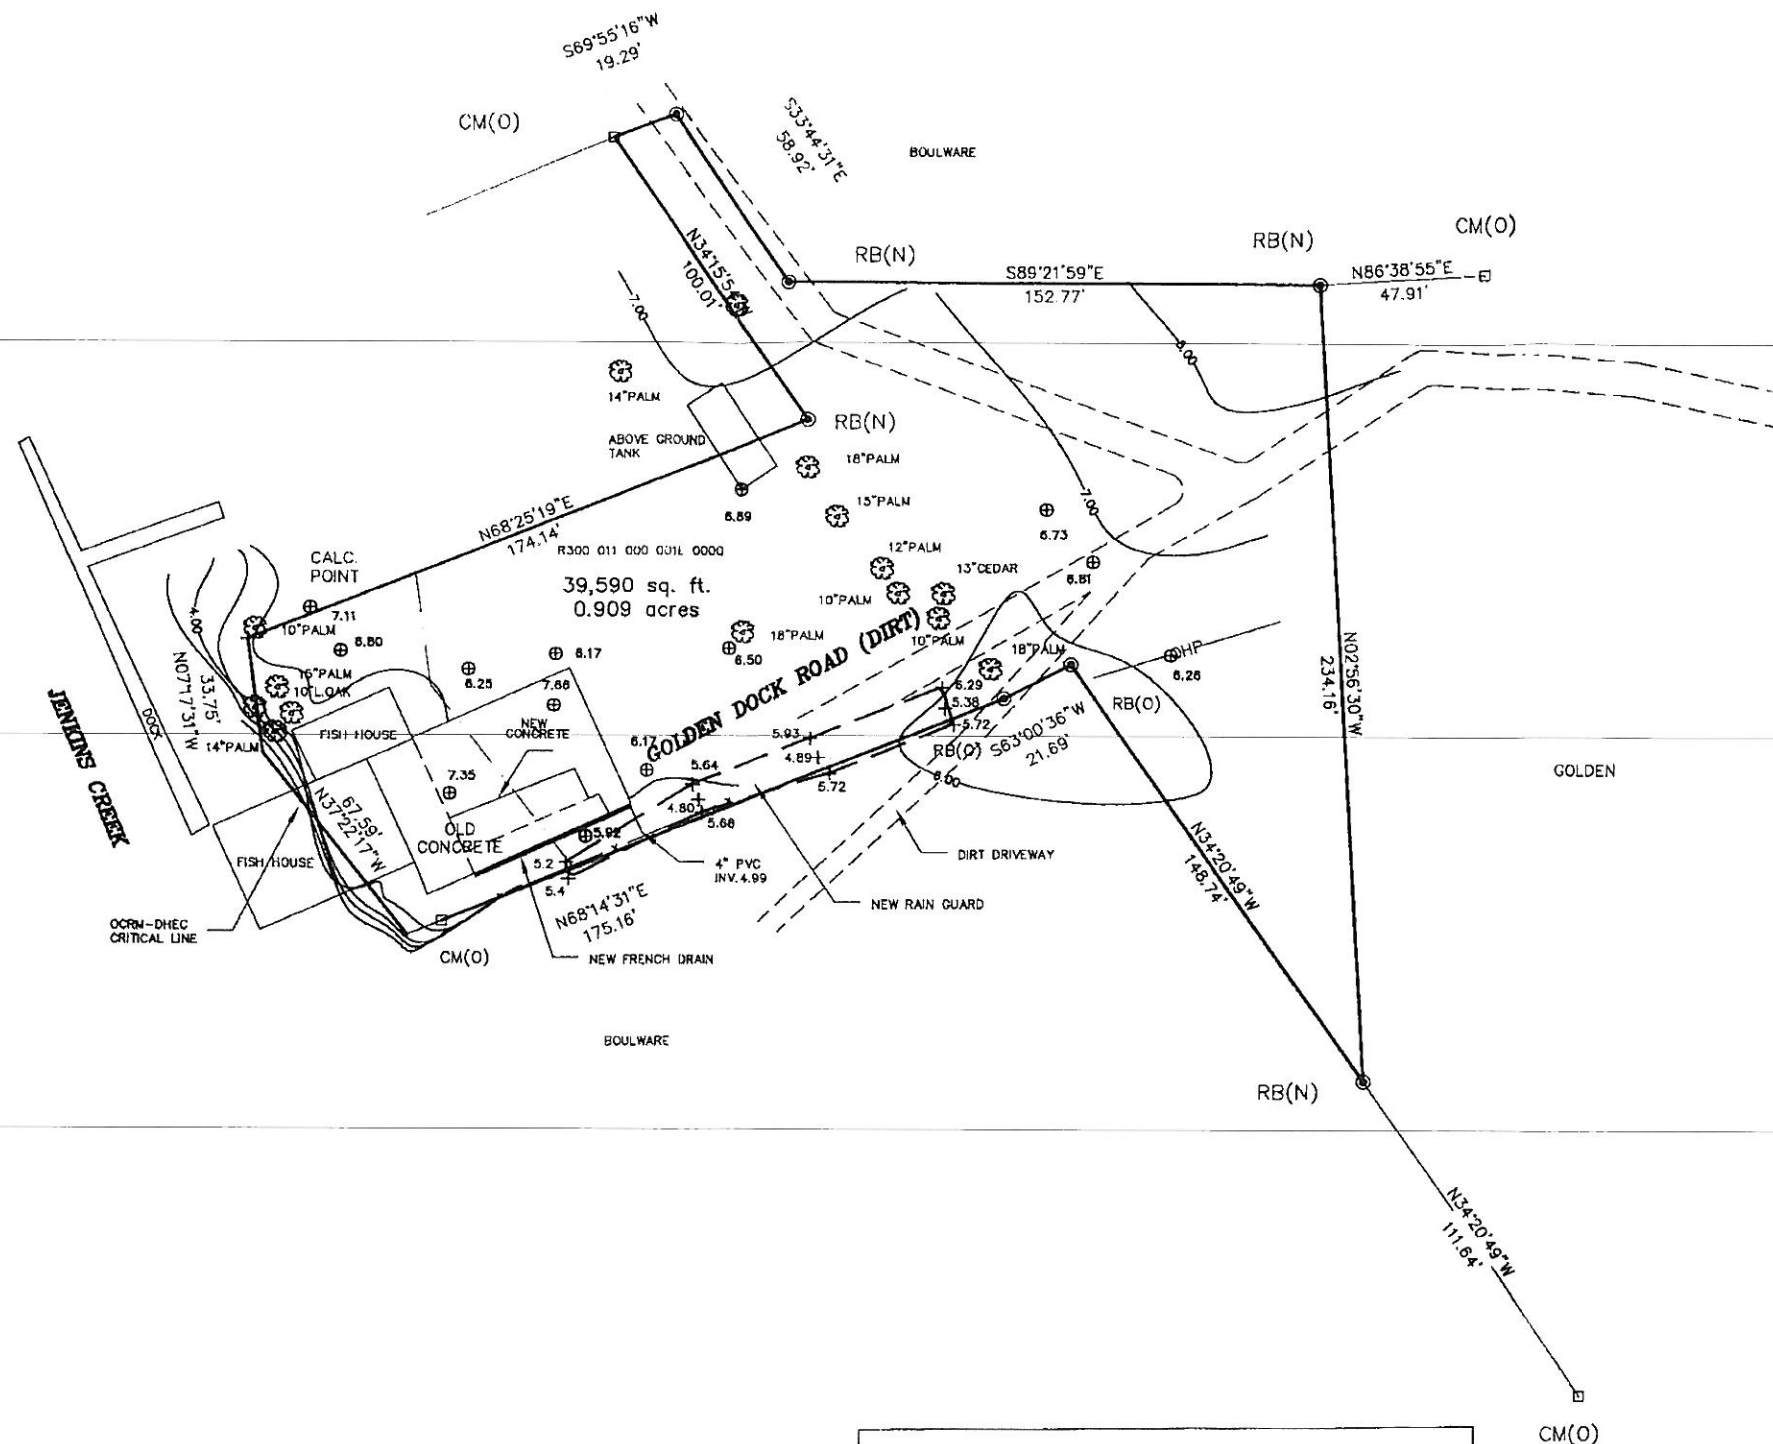 S69°55'16"W
19.29'
CM(O)
S33°44'31"E
58.92'
BOULWARE
RB(N)
RB(N)
CM(O)
S89°21'59"E
152.77'
N86°38'55"E
47.91'
N34°15'54"W
100.01'
7.00
8.00
14"PALM
RB(N)
ABOVE GROUND
TANK
18"PALM
15"PALM
7.00
6.89
6.73
N68°25'19"E
174.14'
R300 011 000 001L 0000
39,590 sq. ft.
0.909 acres
CALC.
POINT
12"PALM
13"CEDAR
6.81
10"PALM
7.11
10"PALM
6.80
4.00
18"PALM
10"PALM
GOLDEN DOCK ROAD (DIRT)
18"PALM
6.50
6.17
6.25
OHP
6.26
N02°56'30"W
234.16'
N07°17'31"W
33.75'
15"PALM
10"L.OAK
7.66
6.29
5.38
RB(O)
JENKINS CREEK
DOCK
14"PALM
FISH HOUSE
NEW
CONCRETE
6.17
5.93
5.72
RB(O)
S63°00'36"W
21.69'
4.89
5.64
5.72
GOLDEN
7.35
6.00
67.59'
N37°22'17"W
4.80
5.68
OLD
CONCRETE
5.92
FISH HOUSE
5.2
4" PVC
INV.4.99
DIRT DRIVEWAY
5.4
N34°20'49"W
148.74'
N68°14'31"E
175.16'
NEW RAIN GUARD
OCRM-DHEC
CRITICAL LINE
CM(O)
NEW FRENCH DRAIN
BOULWARE
RB(N)
N34°20'49"W
111.64'
CM(O)